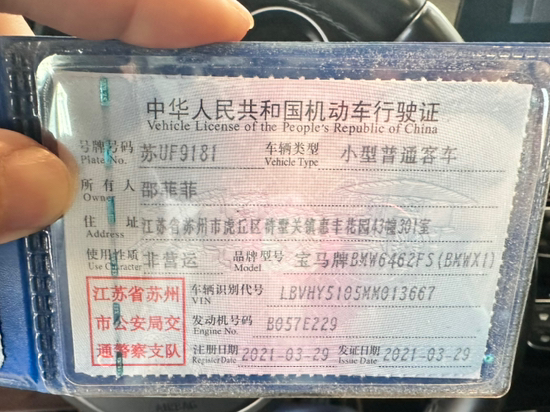 中华人民共和国机动车行驶证
Vehicle License of the People's Republic of China
号牌号码 苏UF9181 车辆类型 小型普通客车
Plate No. Vehicle Type
所有人 邵菲菲
Owner
住址 江苏省苏州市虎丘区浒墅关镇惠丰花园43幢301室
Address
使用性质 非营运 品牌型号 宝马牌BMW6462FS(BMWX1)
Use Character Model
江苏省苏州 车辆识别代号 LBVHY5105MM013667
VIN
市公安局交 发动机号码 B057E229
Engine No.
通警察支队 注册日期 2021-03-29 发证日期 2021-03-29
Register Date Issue Date